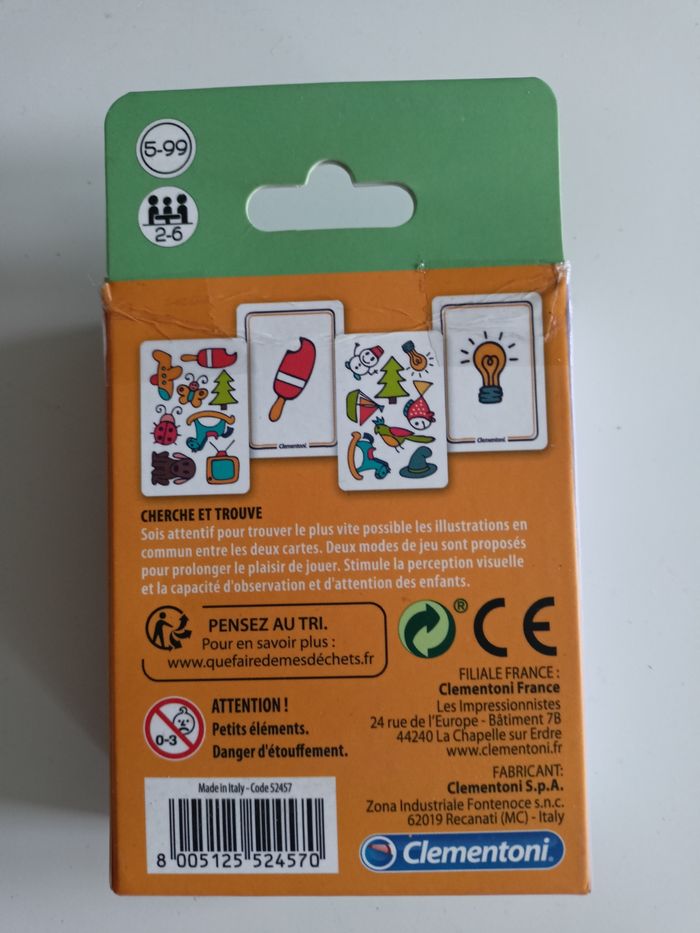 5-99
2-6
Clementoni
Clementoni
CHERCHE ET TROUVE
Sois attentif pour trouver le plus vite possible les illustrations en
commun entre les deux cartes. Deux modes de jeu sont proposés
pour prolonger le plaisir de jouer. Stimule la perception visuelle
et la capacité d'observation et d'attention des enfants.
PENSEZ AU TRI.
Pour en savoir plus :
www.quefairedemesdéchets.fr
® CE
ATTENTION !
Petits éléments.
Danger d'étouffement.
0-3
FILIALE FRANCE :
Clementoni France
Les Impressionnistes
24 rue de l'Europe - Bâtiment 7B
44240 La Chapelle sur Erdre
www.clementoni.fr
FABRICANT:
Clementoni S.p.A.
Zona Industriale Fontenoce s.n.c.
62019 Recanati (MC) - Italy
Made in Italy - Code 52457
8 005125 524570
Clementoni®